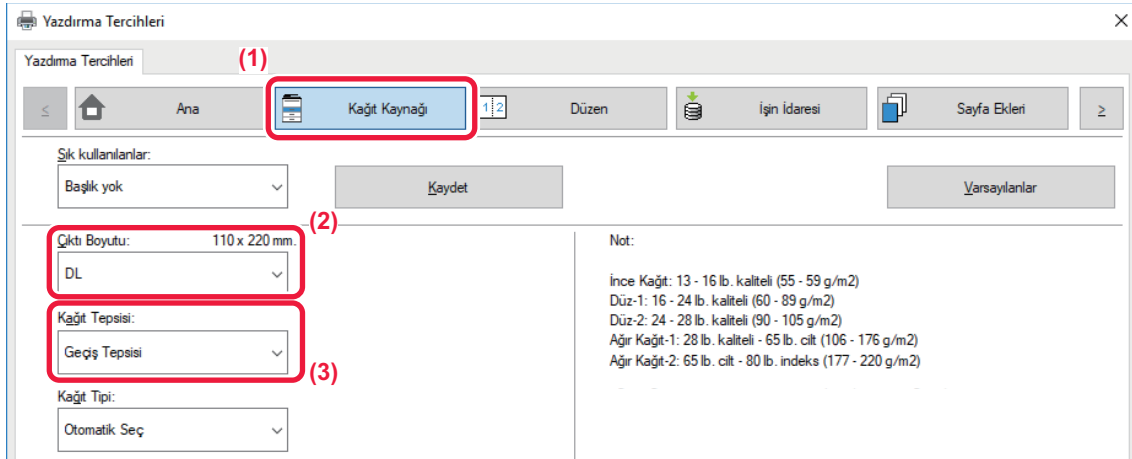 Yazdırma Tercihleri
Yazdırma Tercihleri
(1)
< Ana Kağıt Kaynağı 1 2 Düzen İşin İdaresi Sayfa Ekleri >
Sık kullanılanlar:
Başlık yok Kaydet Varsayılanlar
(2)
Çıktı Boyutu: 110 x 220 mm.
DL
Kağıt Tepsisi:
Geçiş Tepsisi
(3)
Kağıt Tipi:
Otomatik Seç
Not:
İnce Kağıt: 13 - 16 lb. kaliteli (55 - 59 g/m2)
Düz-1: 16 - 24 lb. kaliteli (60 - 89 g/m2)
Düz-2: 24 - 28 lb. kaliteli (90 - 105 g/m2)
Ağır Kağıt-1: 28 lb. kaliteli - 65 lb. cilt (106 - 176 g/m2)
Ağır Kağıt-2: 65 lb. cilt - 80 lb. indeks (177 - 220 g/m2)